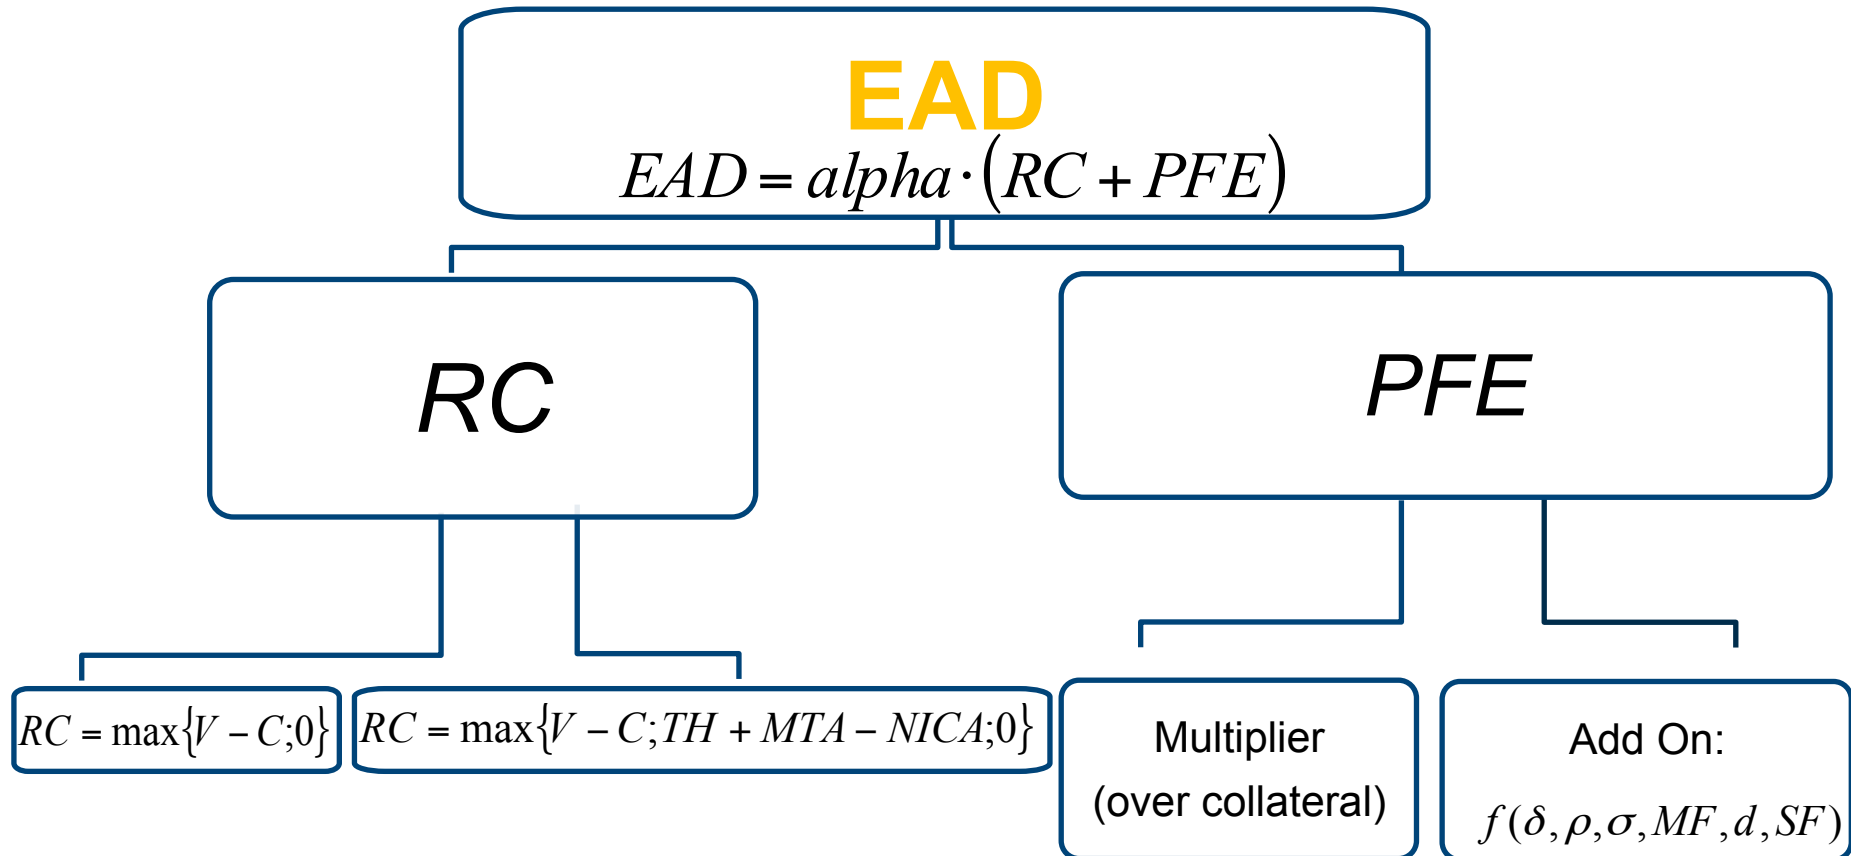 EAD
EAD = alpha · (RC + PFE)
RC
PFE
RC = max{V − C;0}
RC = max{V − C;TH + MTA − NICA;0}
Multiplier
(over collateral)
Add On:
f(δ, ρ, σ, MF, d, SF)